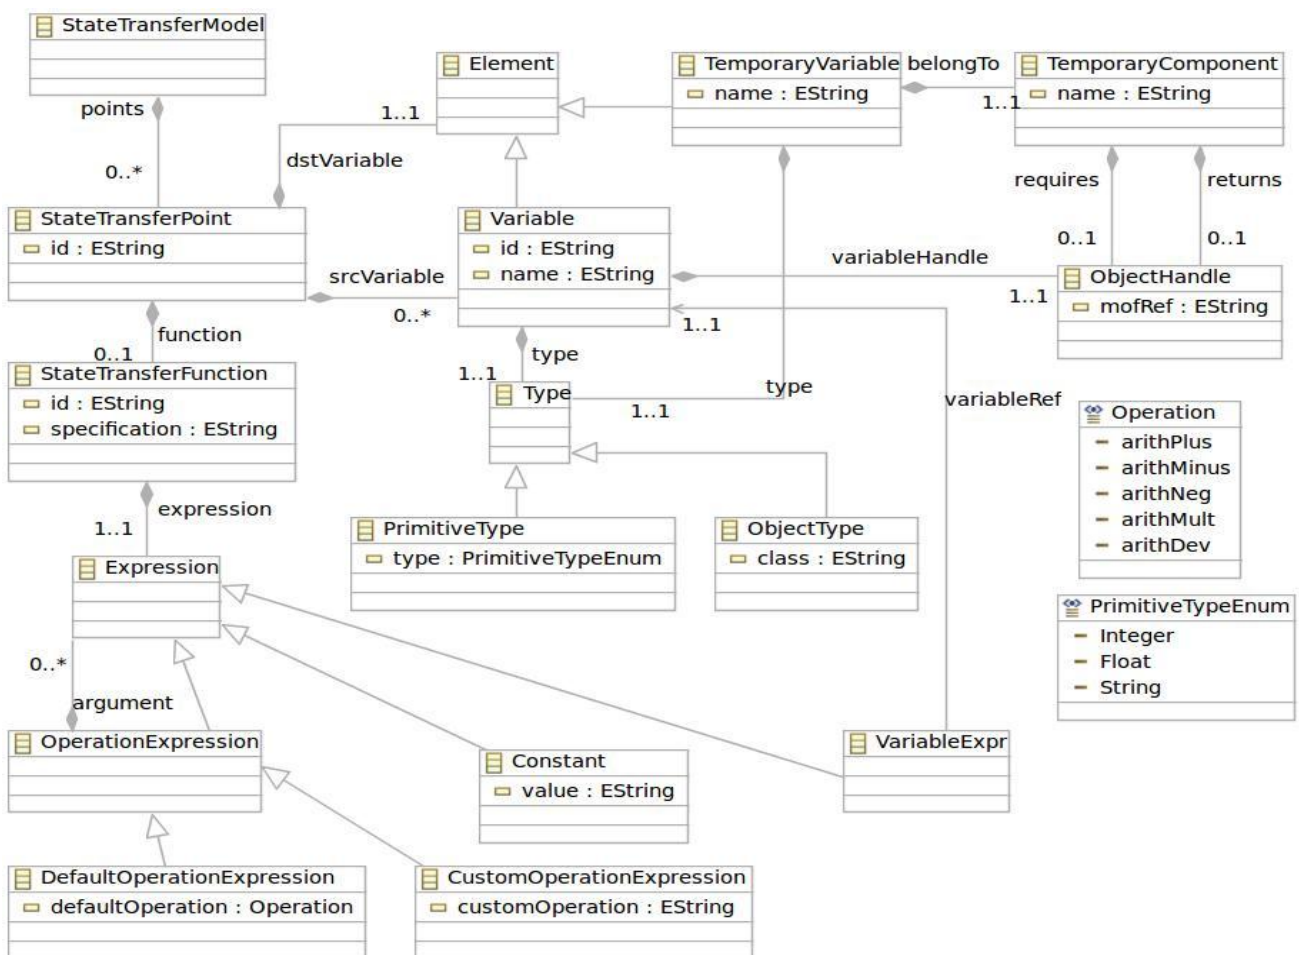 StateTransferModel
points
0..*
Element
1..1
dstVariable
TemporaryVariable
name : EString
belongTo
1..1
TemporaryComponent
name : EString
requires
returns
0..1
0..1
StateTransferPoint
id : EString
srcVariable
0..*
Variable
id : EString
name : EString
variableHandle
1..1
ObjectHandle
mofRef : EString
function
0..1
1..1
type
1..1
StateTransferFunction
id : EString
specification : EString
Type
1..1
type
variableRef
Operation
arithPlus
arithMinus
arithNeg
arithMult
arithDev
expression
1..1
PrimitiveType
type : PrimitiveTypeEnum
ObjectType
class : EString
Expression
PrimitiveTypeEnum
Integer
Float
String
0..*
argument
OperationExpression
Constant
value : EString
VariableExpr
DefaultOperationExpression
defaultOperation : Operation
CustomOperationExpression
customOperation : EString